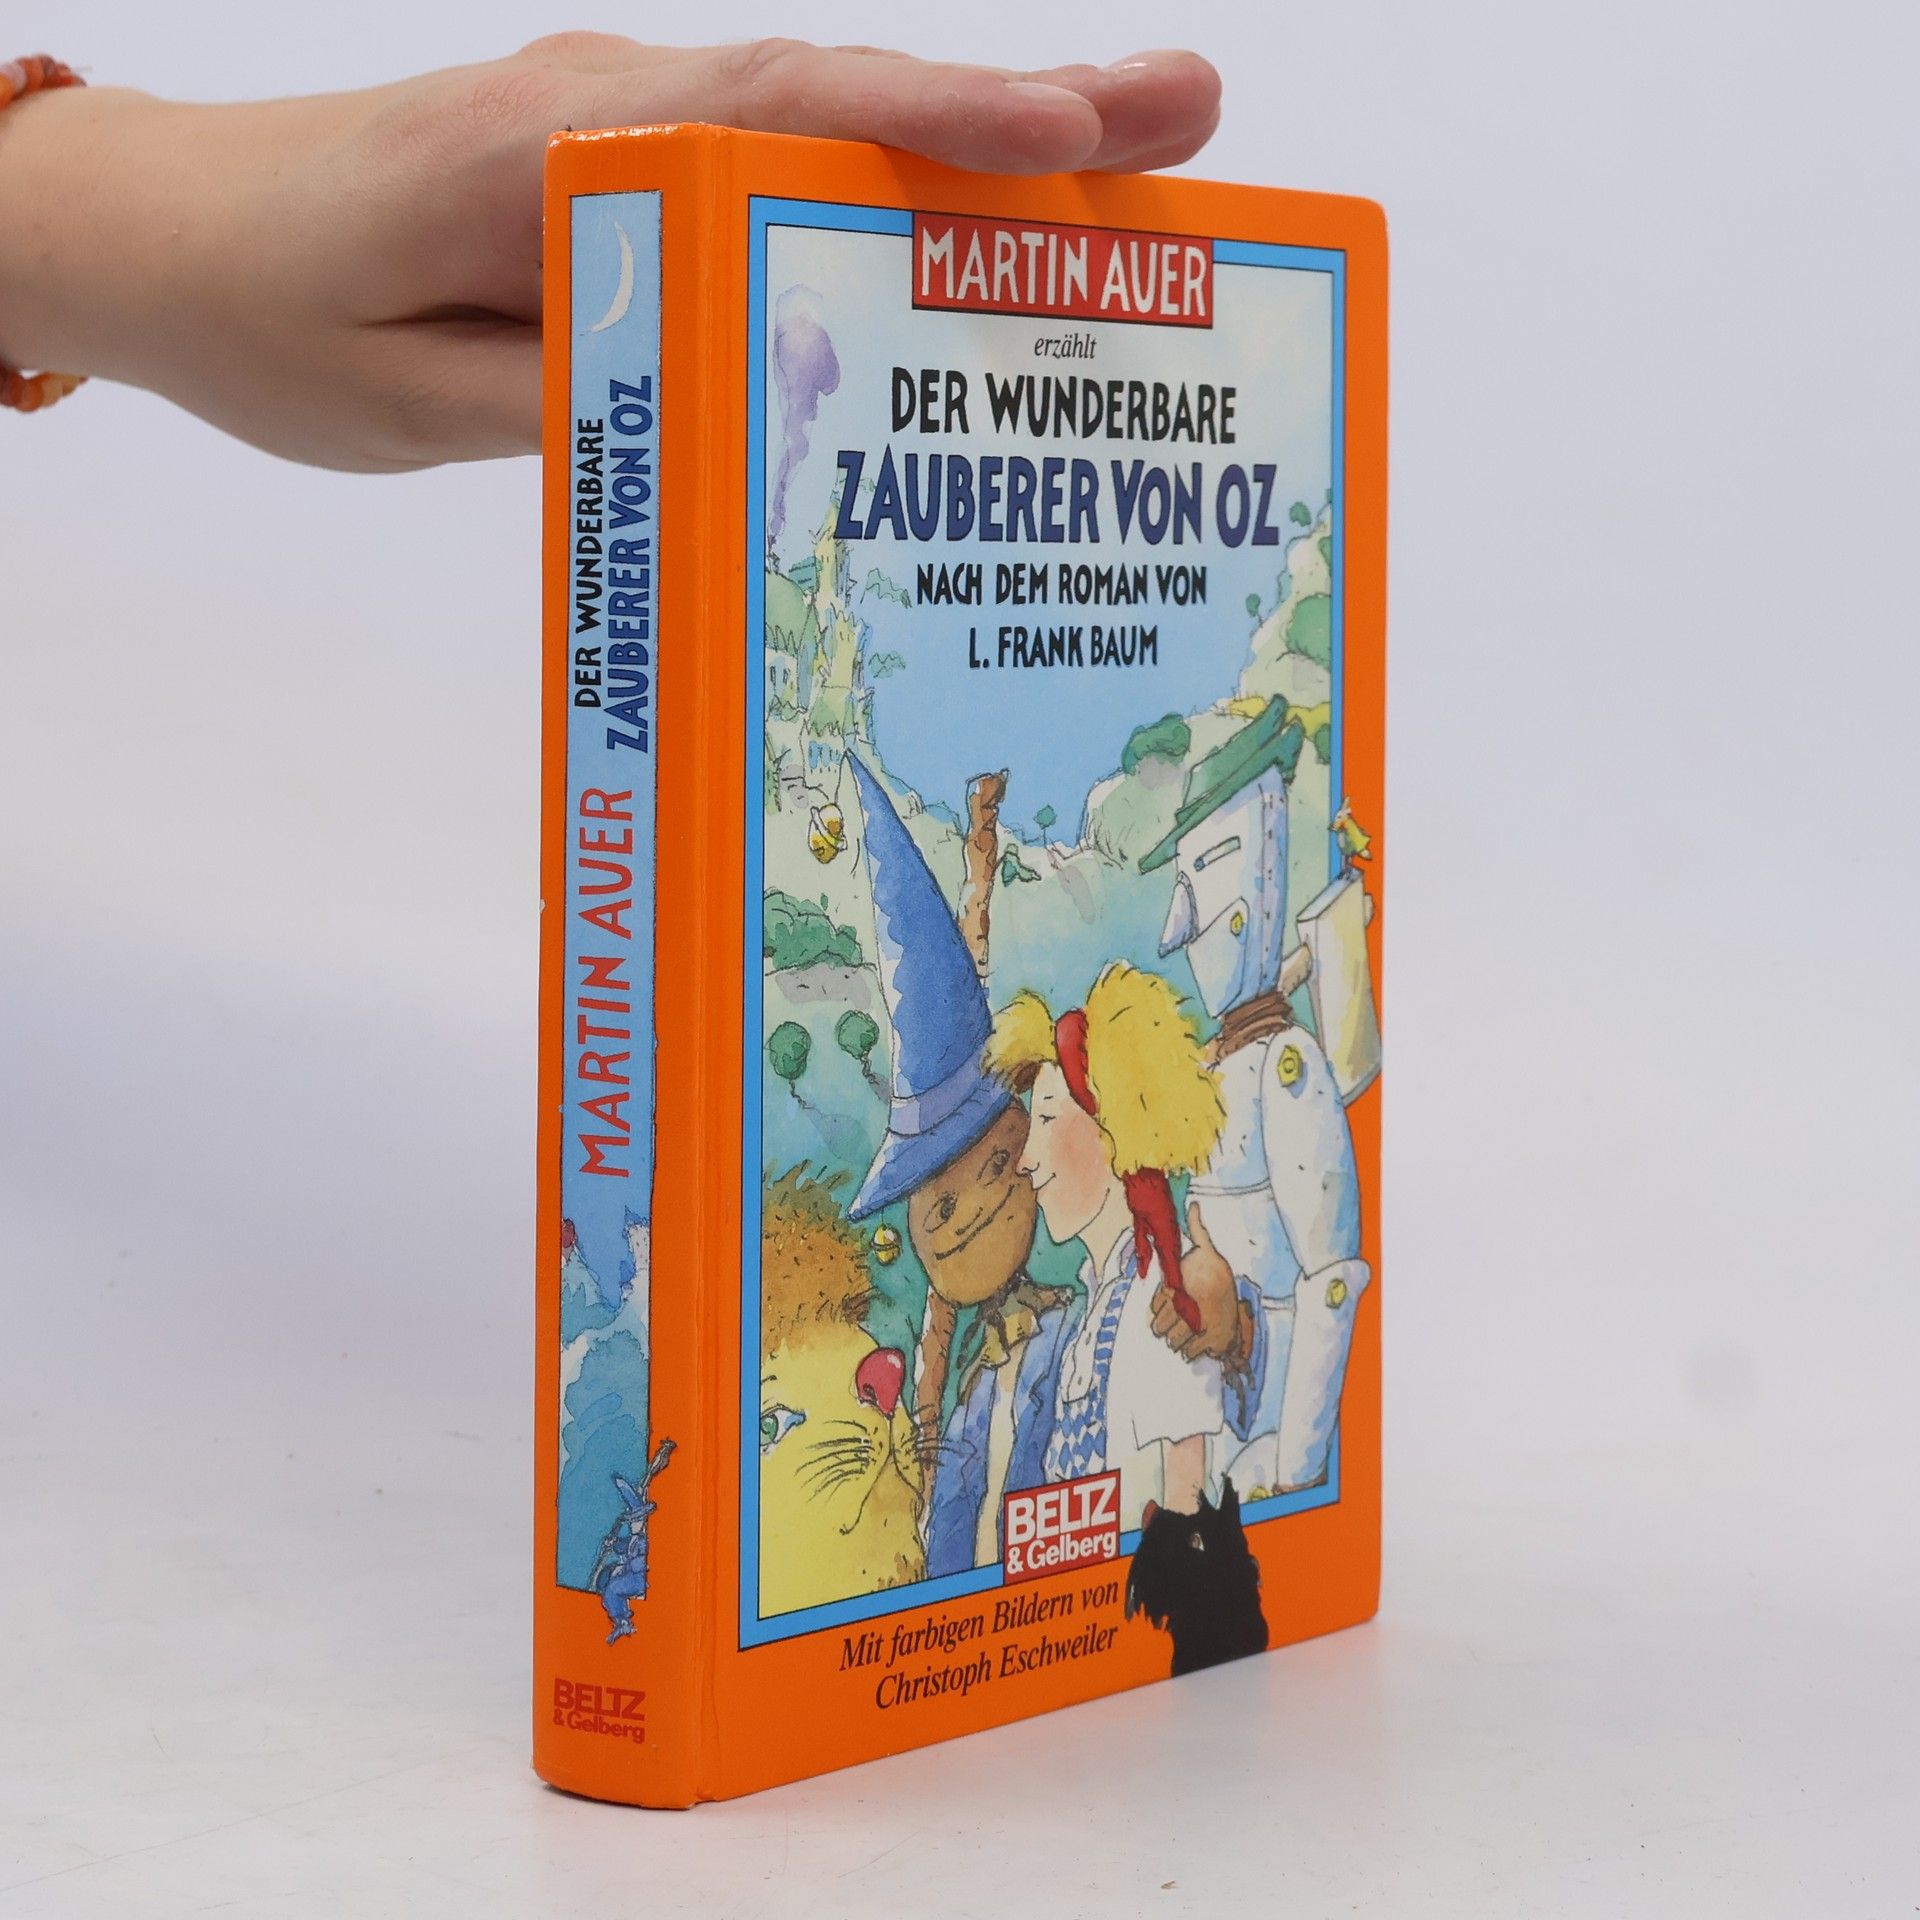 DER WUNDERBARE
ZAUBERER VON OZ
MARTIN AUER
BELTZ
& Gelberg
MARTIN AUER
erzählt
DER WUNDERBARE
ZAUBERER VON OZ
NACH DEM ROMAN VON
L. FRANK BAUM
BELTZ
& Gelberg
Mit farbigen Bildern von
Christoph Eschweiler